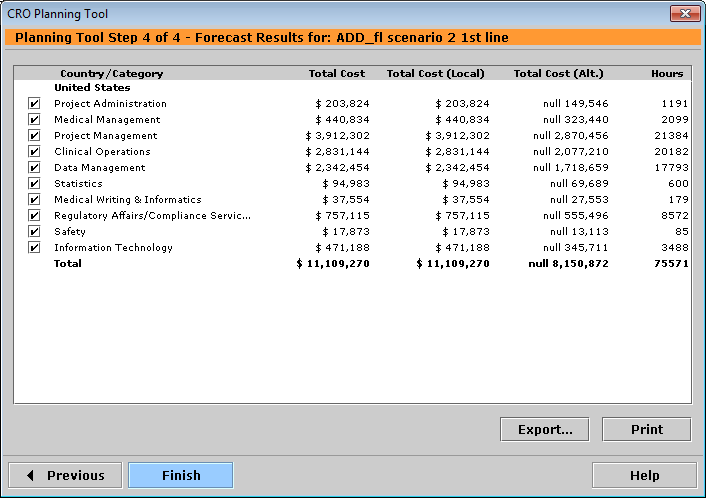 CRO Planning Tool
Planning Tool Step 4 of 4 - Forecast Results for: ADD_fl scenario 2 1st line
Country/Category Total Cost Total Cost (Local) Total Cost (Alt.) Hours
United States
Project Administration $ 203,824 $ 203,824 null 149,546 1191
Medical Management $ 440,834 $ 440,834 null 323,440 2099
Project Management $ 3,912,302 $ 3,912,302 null 2,870,456 21384
Clinical Operations $ 2,831,144 $ 2,831,144 null 2,077,210 20182
Data Management $ 2,342,454 $ 2,342,454 null 1,718,659 17793
Statistics $ 94,983 $ 94,983 null 69,689 600
Medical Writing & Informatics $ 37,554 $ 37,554 null 27,553 179
Regulatory Affairs/Compliance Servic... $ 757,115 $ 757,115 null 555,496 8572
Safety $ 17,873 $ 17,873 null 13,113 85
Information Technology $ 471,188 $ 471,188 null 345,711 3488
Total $ 11,109,270 $ 11,109,270 null 8,150,872 75571
Export... Print
Previous Finish Help